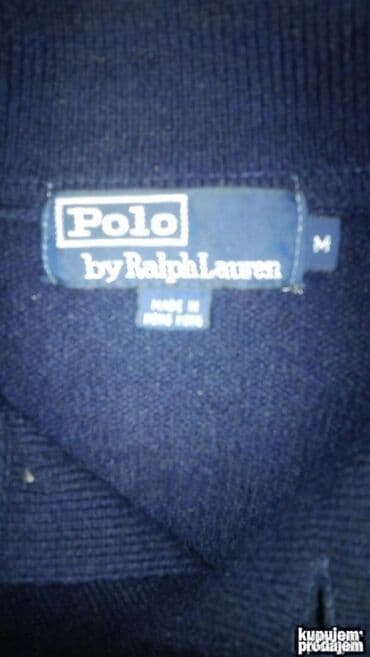 Polo
by Ralph Lauren
M
MADE IN
HONG KONG
kupujem
prodajem